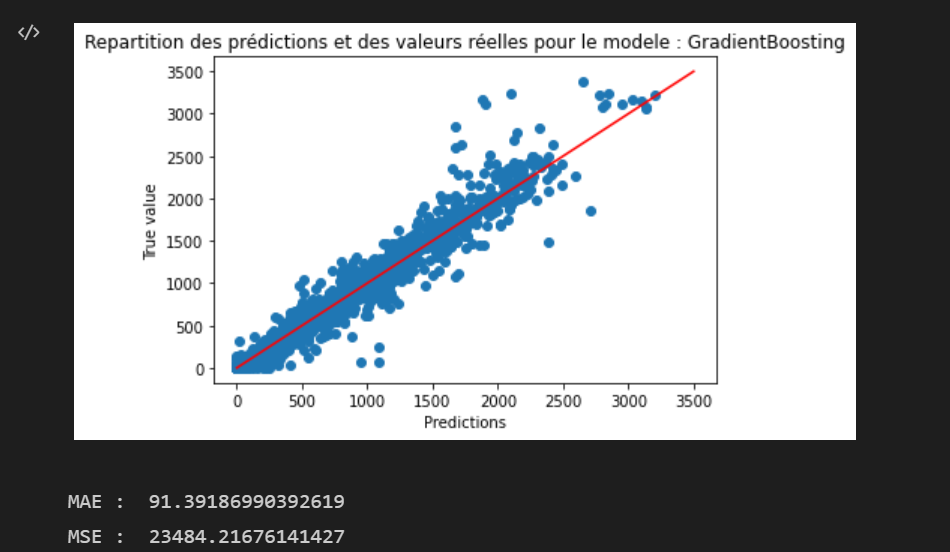 </>
Repartition des prédictions et des valeurs réelles pour le modele : GradientBoosting
3500
3000
2500
2000
1500
1000
500
0
True value
0 500 1000 1500 2000 2500 3000 3500
Predictions
MAE : 91.39186990392619
MSE : 23484.21676141427